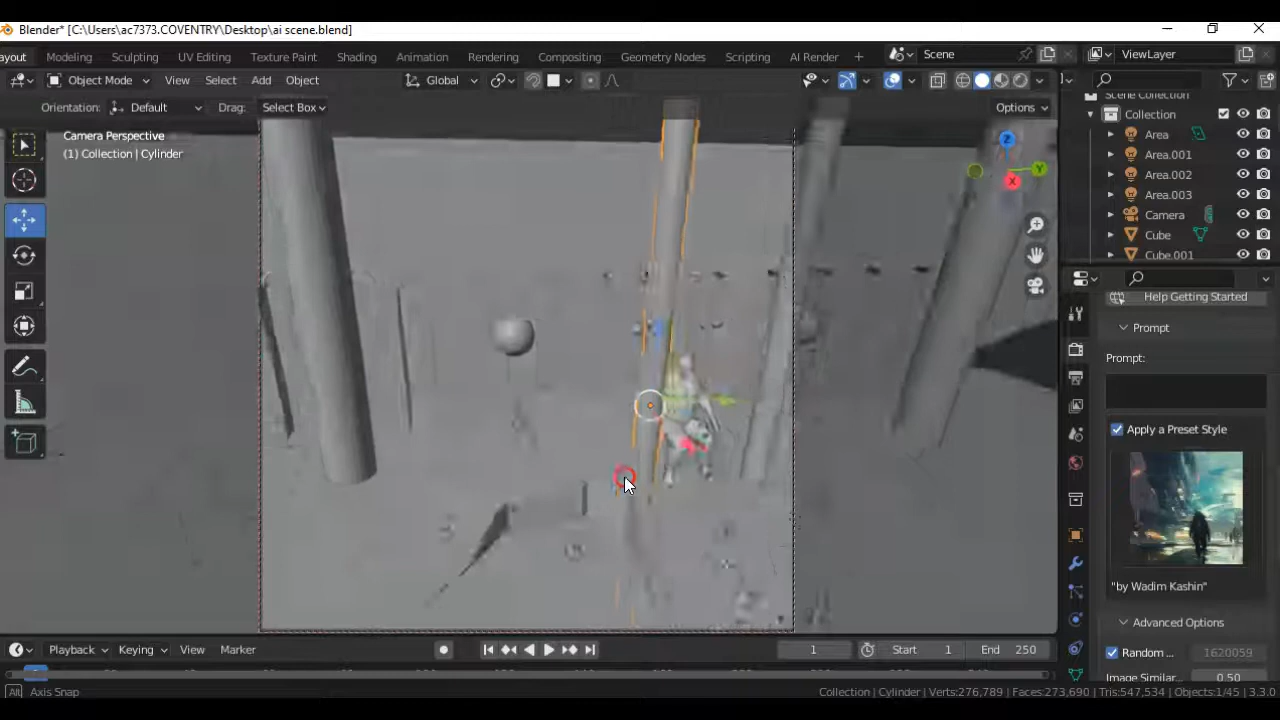 Blender* [C:\Users\ac7373.COVENTRY\Desktop\ai scene.blend]
ayout Modeling Sculpting UV Editing Texture Paint Shading Animation Rendering Compositing Geometry Nodes Scripting AI Render + Scene ViewLayer
Object Mode View Select Add Object Global
Orientation: Default Drag: Select Box Options
Camera Perspective
(1) Collection | Cylinder
Z
Y
X
Scene Collection
Collection
Area
Area.001
Area.002
Area.003
Camera
Cube
Cube.001
Help Getting Started
Prompt
Prompt:
Apply a Preset Style
"by Wadim Kashin"
Advanced Options
Random ... 1620059
Image Similar... 0.50
Playback Keying View Marker 1 Start 1 End 250
Alt Axis Snap Collection | Cylinder | Verts:276,789 | Faces:273,690 | Tris:547,534 | Objects:1/45 | 3.3.0